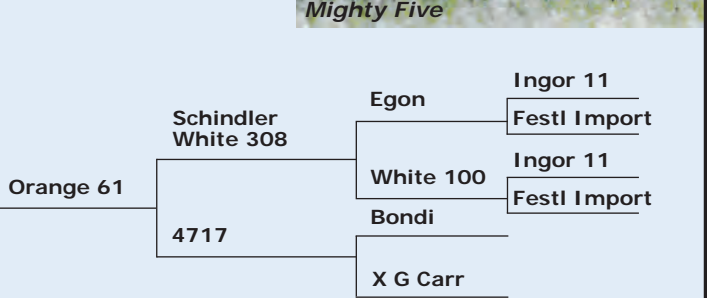 Mighty Five
Ingor 11
Egon
Schindler
White 308
Festl Import
Ingor 11
White 100
Orange 61
Festl Import
Bondi
4717
X G Carr